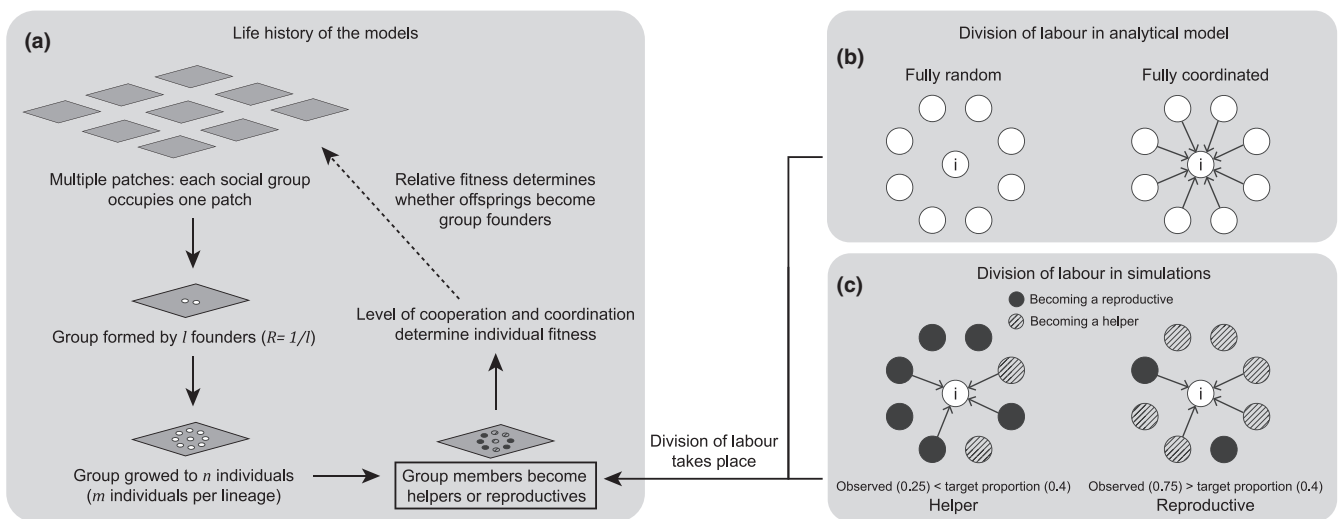 (a)
Life history of the models
Multiple patches: each social group
occupies one patch
Relative fitness determines
whether offsprings become
group founders
Group formed by l founders (R= 1/l)
Level of cooperation and coordination
determine individual fitness
Group growed to n individuals
(m individuals per lineage)
Group members become
helpers or reproductives
Division of labour
takes place
Division of labour in analytical model
(b)
Fully random
Fully coordinated
i
i
Division of labour in simulations
(c)
Becoming a reproductive
Becoming a helper
i
i
Observed (0.25) < target proportion (0.4)
Helper
Observed (0.75) > target proportion (0.4)
Reproductive